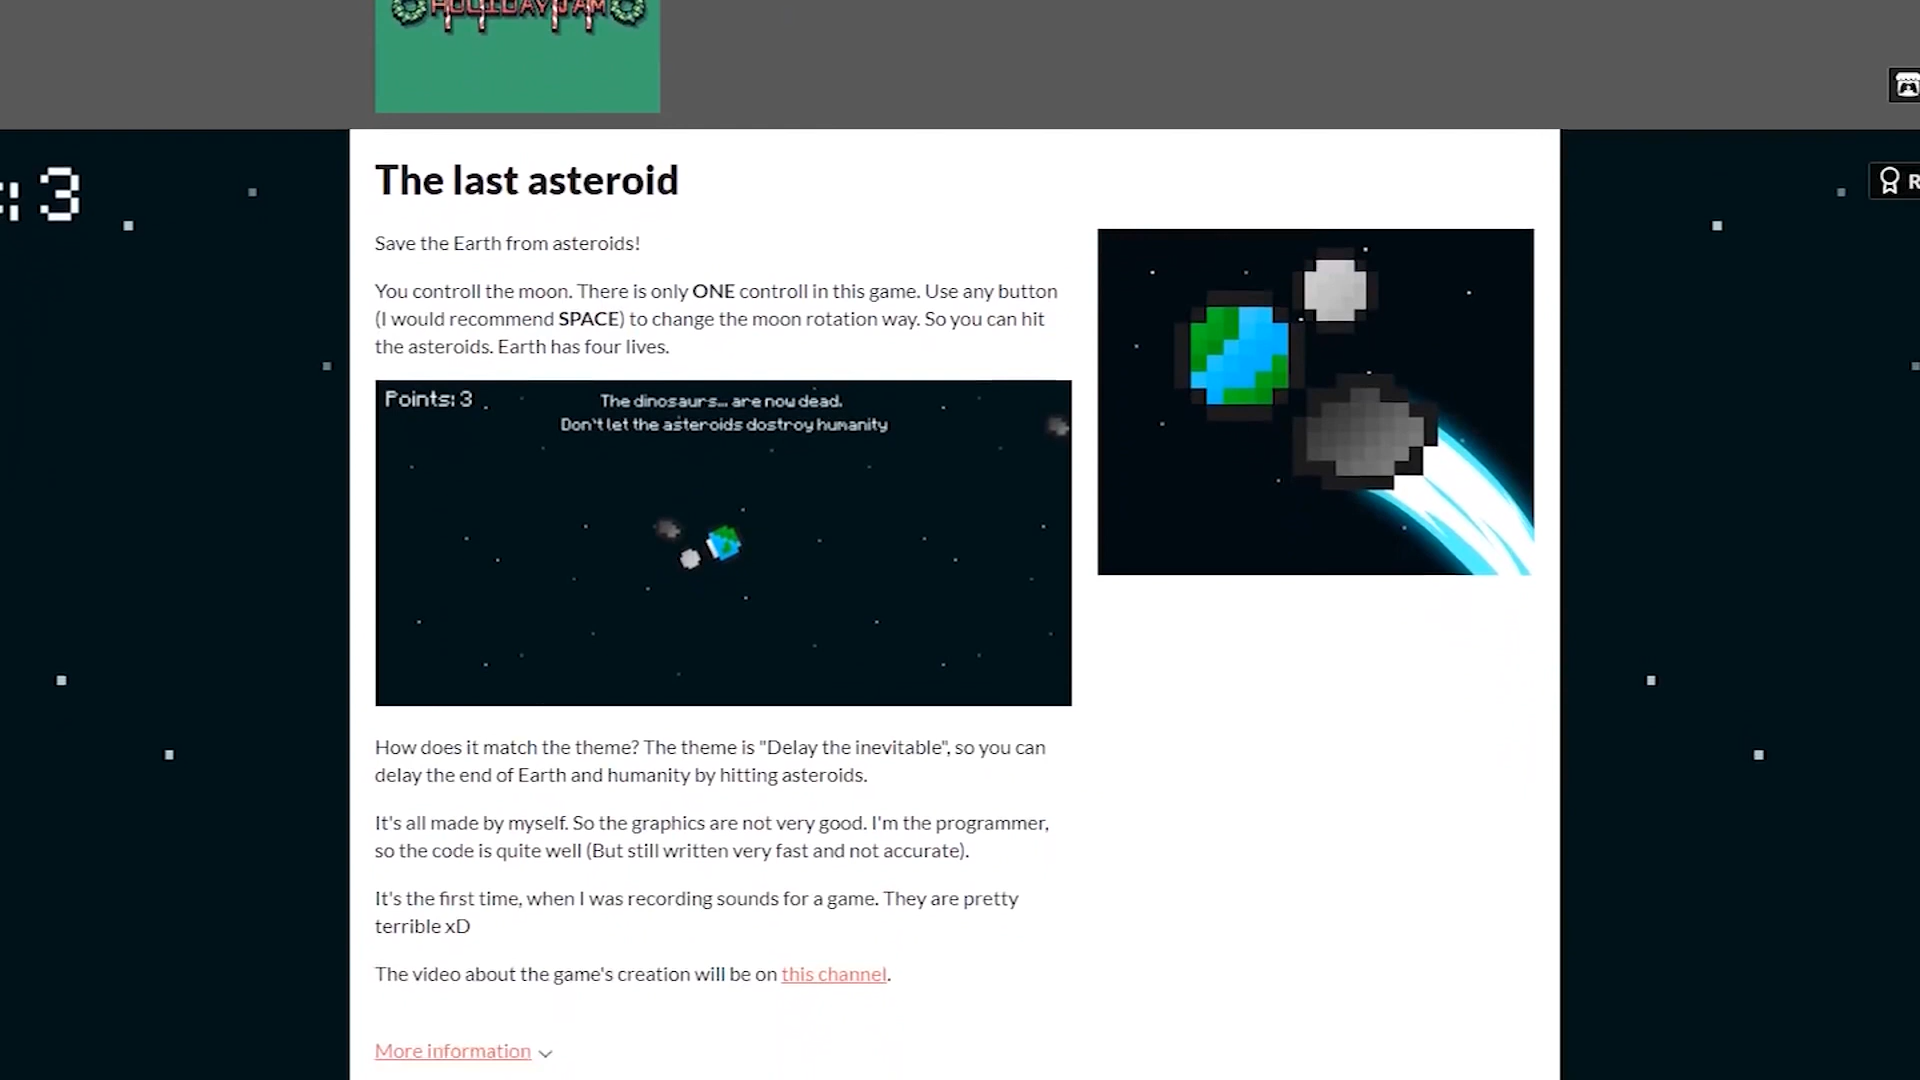 HOLIDAY JAM
: 3
The last asteroid
R
Save the Earth from asteroids!
You controll the moon. There is only ONE controll in this game. Use any button
(I would recommend SPACE) to change the moon rotation way. So you can hit
the asteroids. Earth has four lives.
Points: 3
The dinosaurs... are now dead.
Don't let the asteroids dostroy humanity
How does it match the theme? The theme is "Delay the inevitable", so you can
delay the end of Earth and humanity by hitting asteroids.
It's all made by myself. So the graphics are not very good. I'm the programmer,
so the code is quite well (But still written very fast and not accurate).
It's the first time, when I was recording sounds for a game. They are pretty
terrible xD
The video about the game's creation will be on this channel.
More information